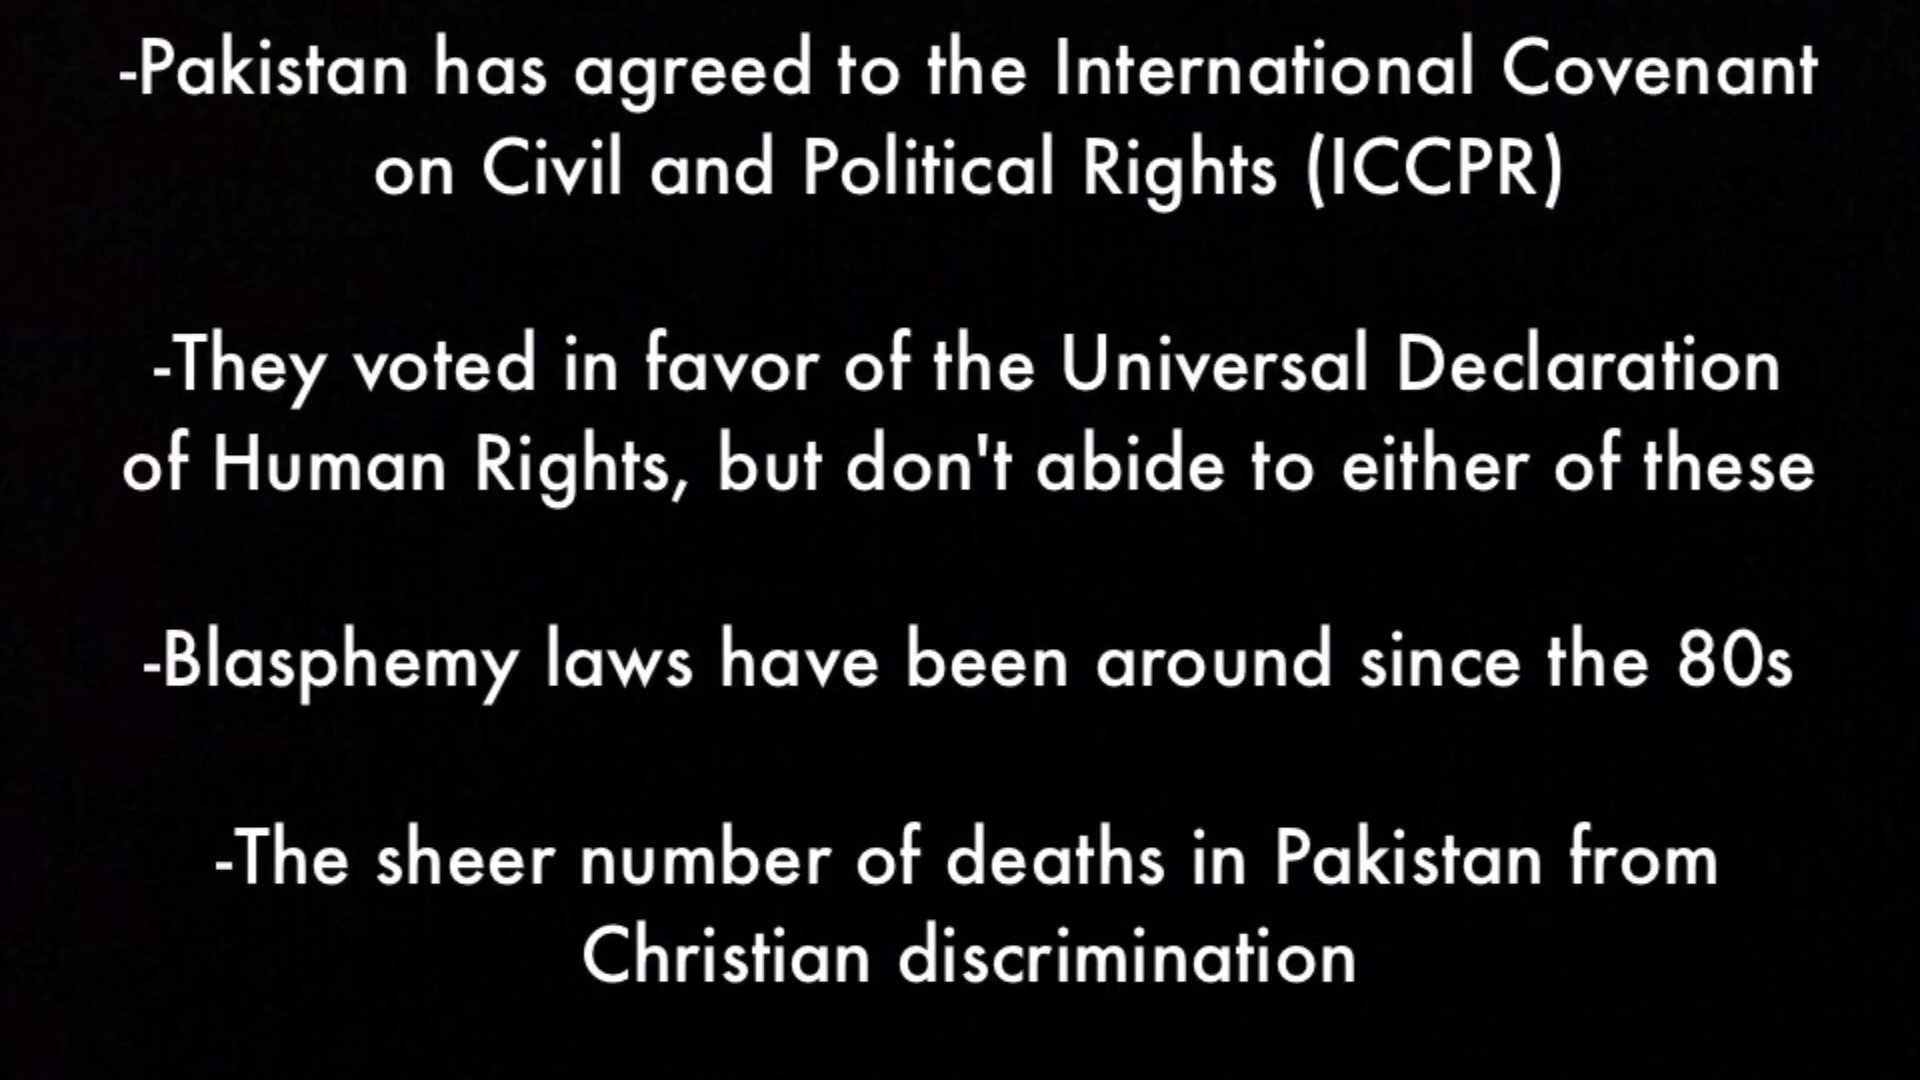 -Pakistan has agreed to the International Covenant
on Civil and Political Rights (ICCPR)
-They voted in favor of the Universal Declaration
of Human Rights, but don't abide to either of these
-Blasphemy laws have been around since the 80s
-The sheer number of deaths in Pakistan from
Christian discrimination